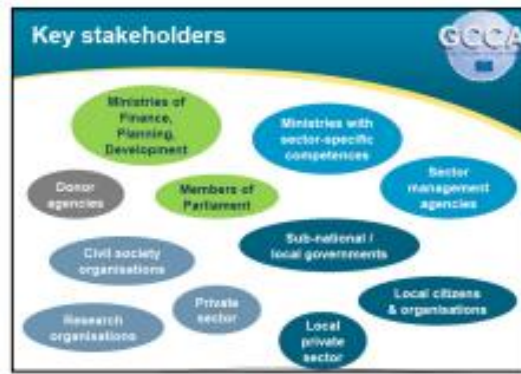 Key stakeholders
GCCA
Ministries of
Finance,
Planning,
Development
Ministries with
sector-specific
competences
Donor
agencies
Members of
Parliament
Sector
management
agencies
Sub-national /
local governments
Civil society
organisations
Private
sector
Local citizens
& organisations
Research
organisations
Local
private
sector